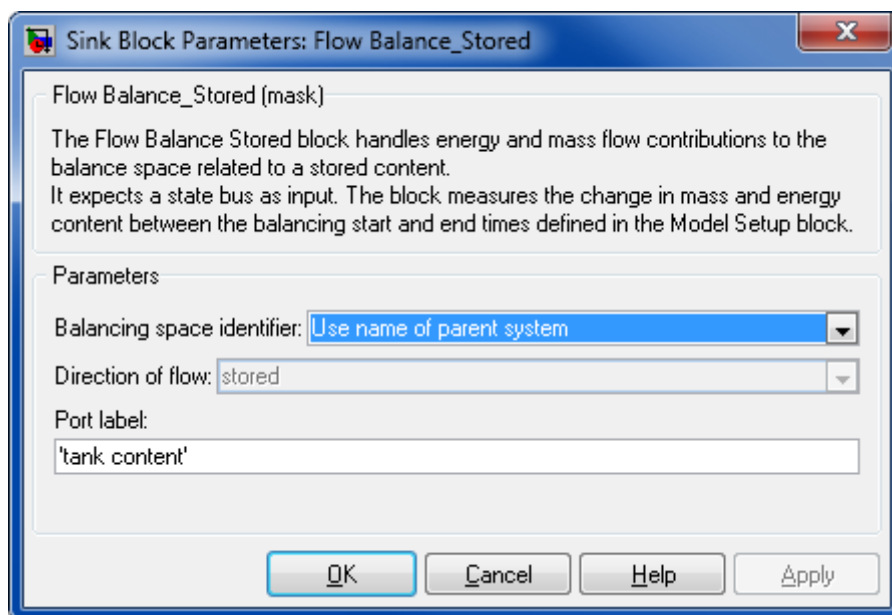 Sink Block Parameters: Flow Balance_Stored
Flow Balance_Stored (mask)
The Flow Balance Stored block handles energy and mass flow contributions to the
balance space related to a stored content.
It expects a state bus as input. The block measures the change in mass and energy
content between the balancing start and end times defined in the Model Setup block.
Parameters
Balancing space identifier: Use name of parent system
Direction of flow: stored
Port label:
'tank content'
OK Cancel Help Apply